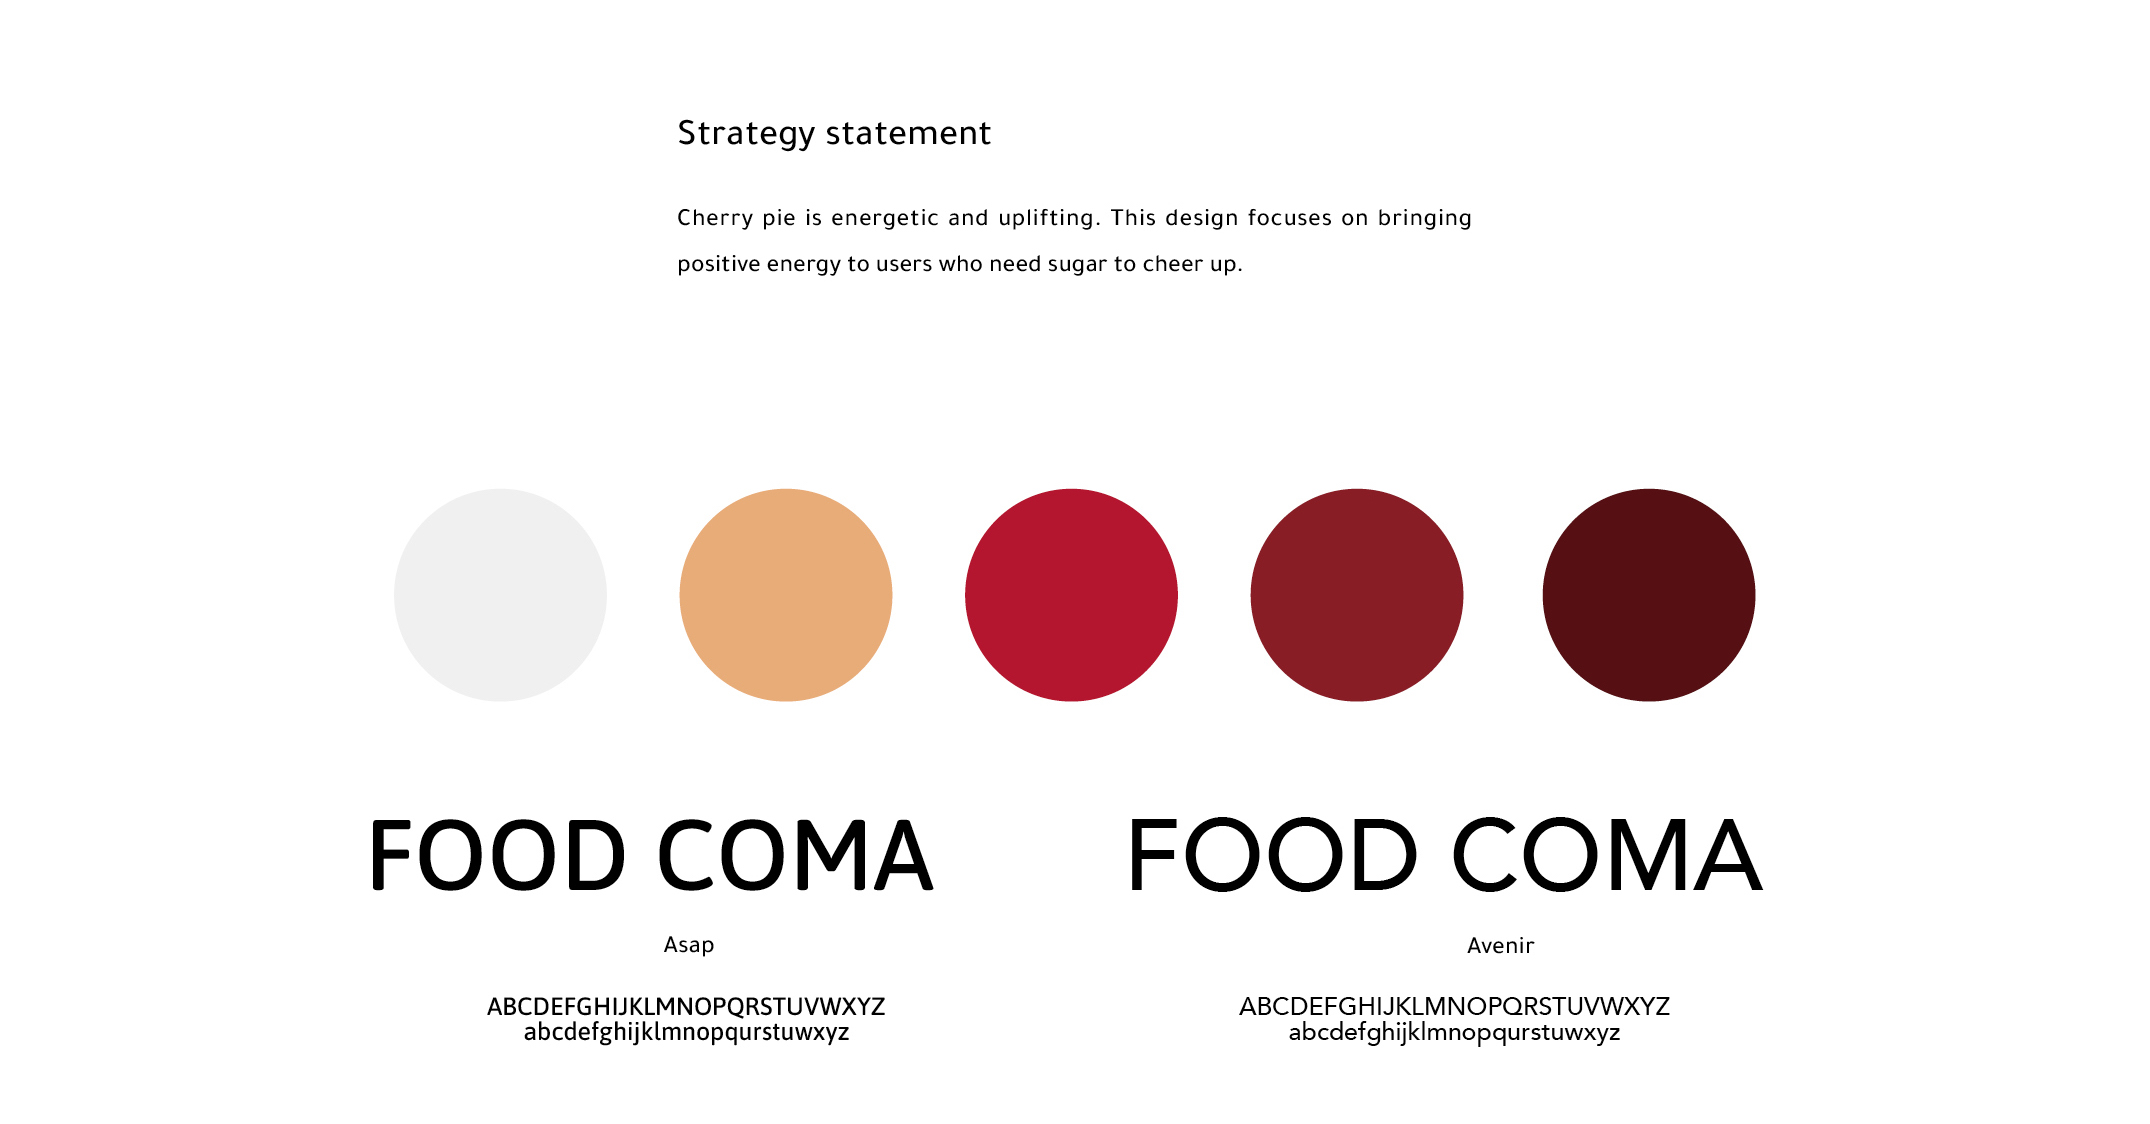 Strategy statement
Cherry pie is energetic and uplifting. This design focuses on bringing
positive energy to users who need sugar to cheer up.
FOOD COMA
Asap
ABCDEFGHIJKLMNOPQRSTUVWXYZ
abcdefghijklmnopqurstuwxyz
FOOD COMA
Avenir
ABCDEFGHIJKLMNOPQRSTUVWXYZ
abcdefghijklmnopqurstuwxyz